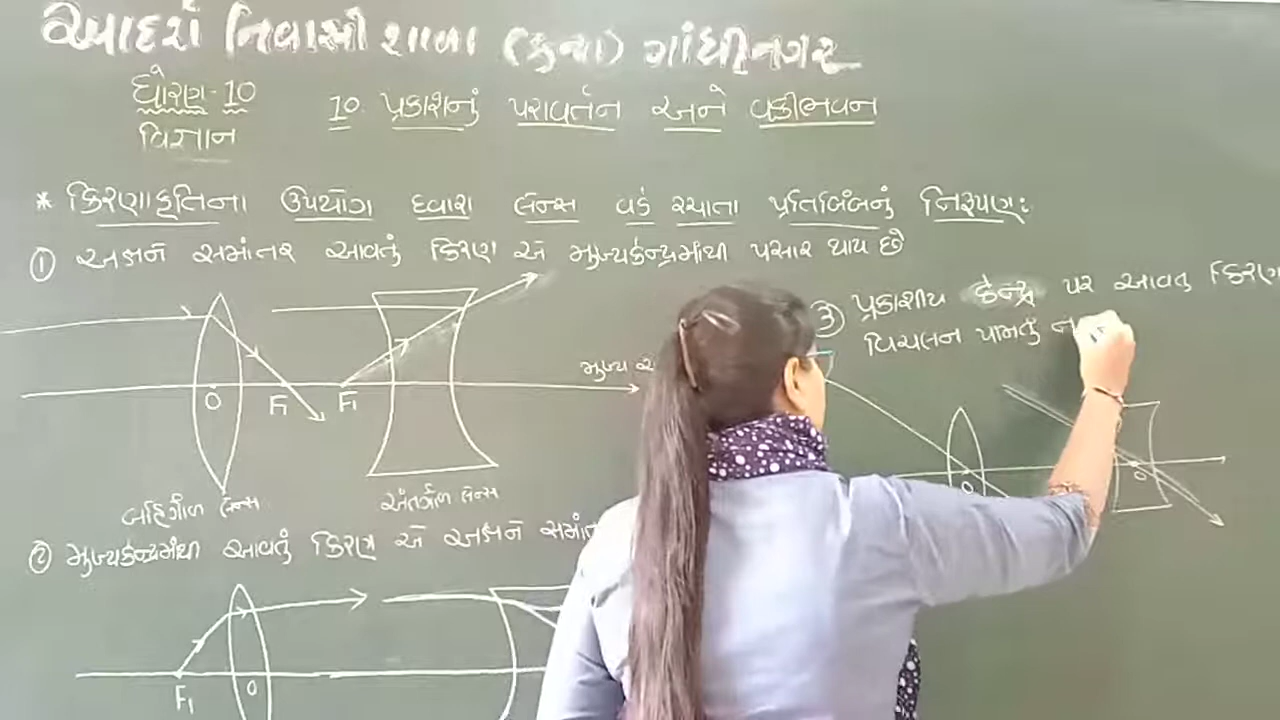 આદર્શ નિવાસી શાળા (કન્યા) ગાંધીનગર
ધોરણ-10
વિજ્ઞાન
10. પ્રકાશનું પરાવર્તન અને વક્રીભવન
* કિરણાકૃતિના ઉપયોગ દ્વારા લેન્સ વડે રચાતા પ્રતિબિંબનું નિરૂપણ:
① અક્ષને સમાંતર આવતું કિરણ એ મુખ્યકેન્દ્રમાંથી પસાર થાય છે
O F₁ F₁
મુખ્ય
બહિર્ગોળ લેન્સ
અંતર્ગોળ લેન્સ
② મુખ્યકેન્દ્રમાંથી આવતું કિરણ એ અક્ષને
F₁ O
③ પ્રકાશીય કેન્દ્ર પર આવતું કિરણ
વિચલન પામતું
O O